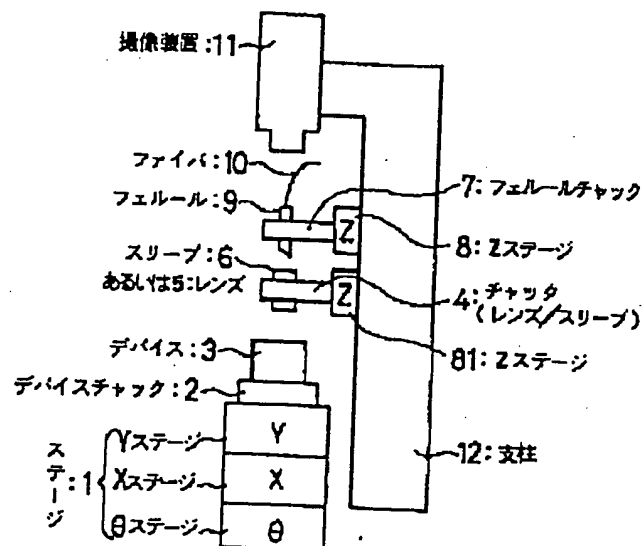 撮像装置:11
ファイバ:10
フェルール:9
7:フェルールチャック
Z
8:Zステージ
スリーブ:6
あるいは5:レンズ
Z
4:チャッタ
(レンズ/スリーブ)
81:Zステージ
デバイス:3
デバイスチャック:2
ステージ:1
Yステージ
Y
Xステージ
X
θステージ
θ
12:支柱